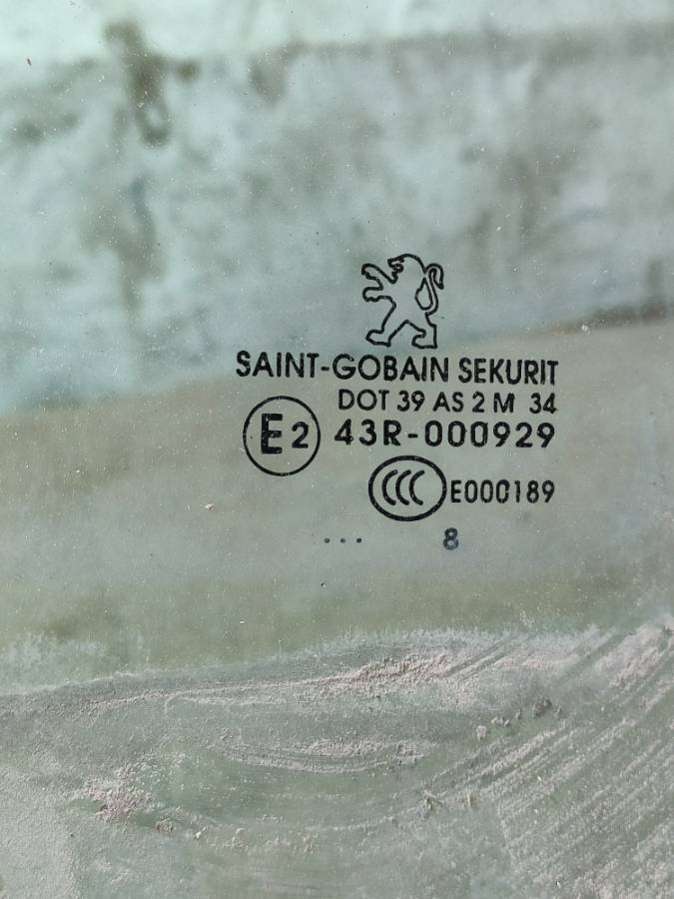 SAINT-GOBAIN SEKURIT
DOT 39 AS 2 M 34
E2 43R-000929
CCC E000189
... 8